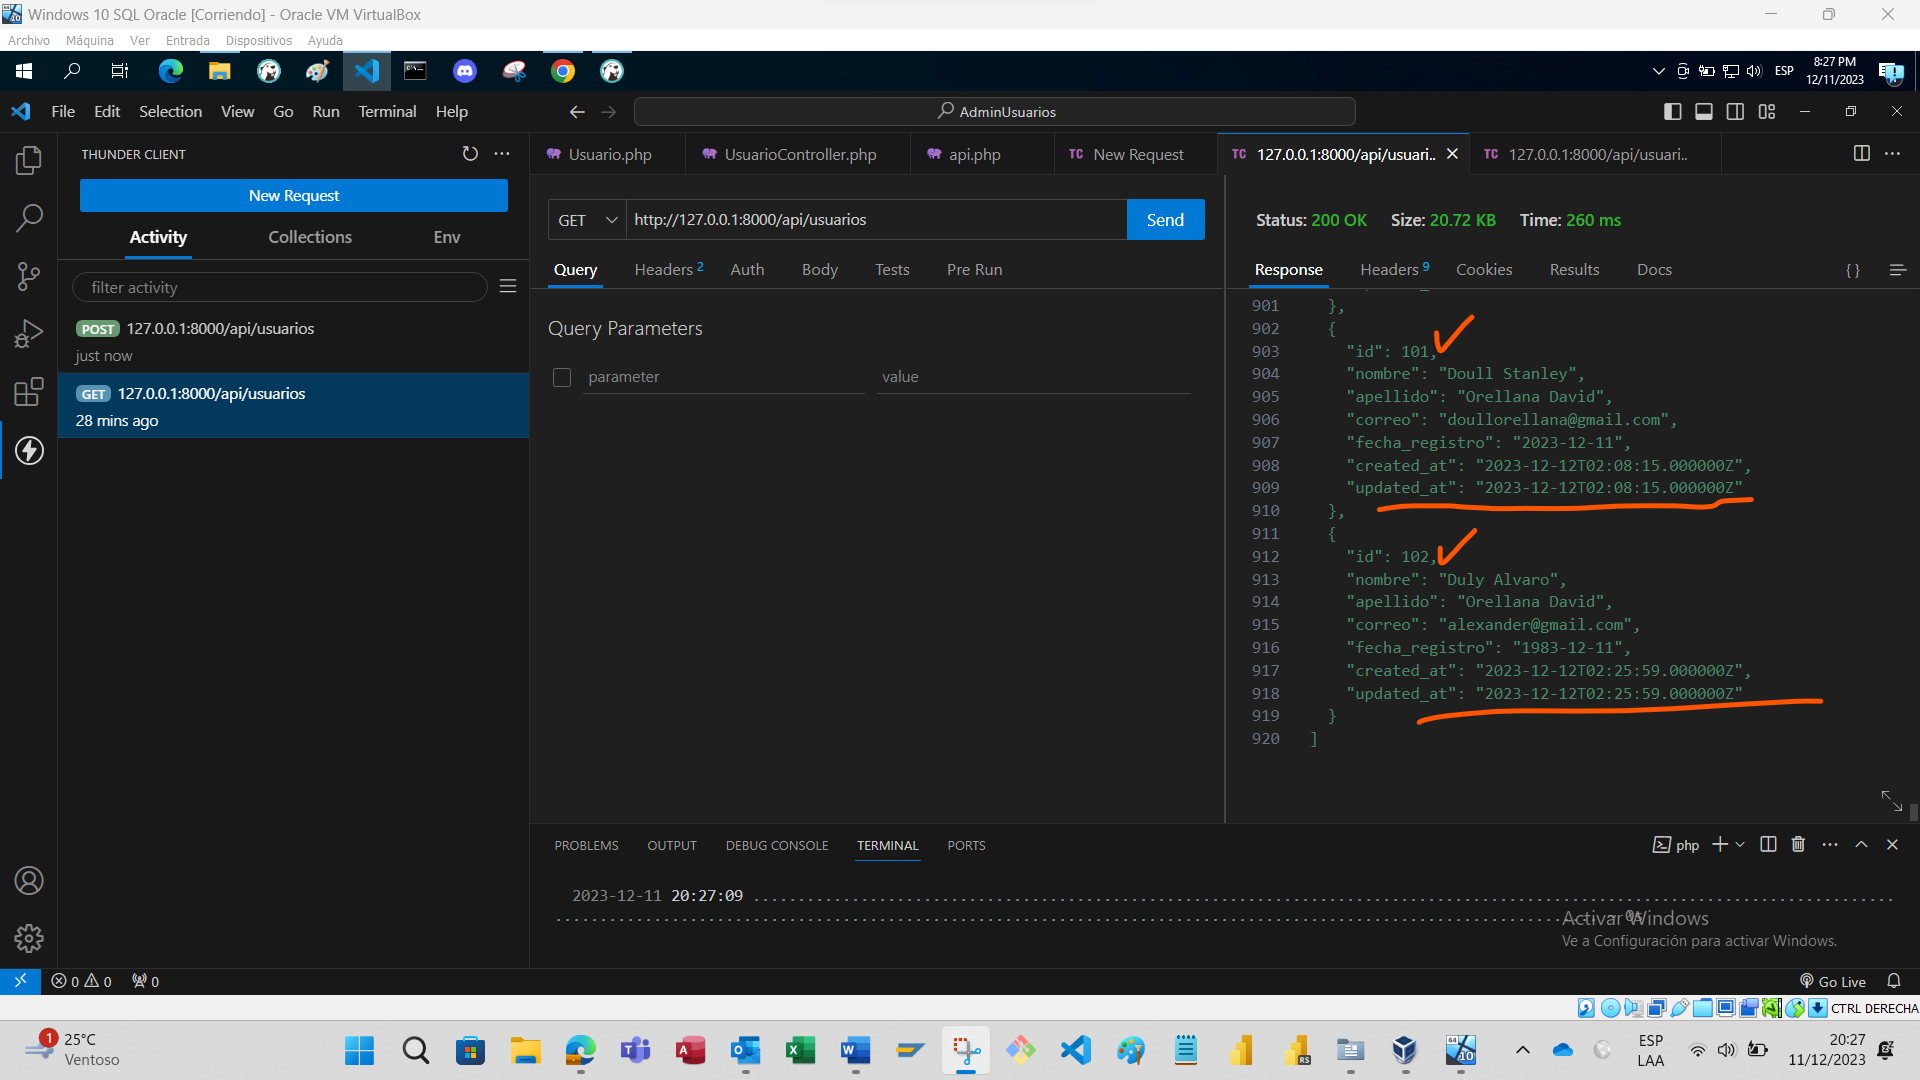 Windows 10 SQL Oracle [Corriendo] - Oracle VM VirtualBox
Archivo Máquina Ver Entrada Dispositivos Ayuda
ESP
8:27 PM
12/11/2023
File Edit Selection View Go Run Terminal Help
AdminUsuarios
THUNDER CLIENT
New Request
Activity Collections Env
filter activity
POST 127.0.0.1:8000/api/usuarios
just now
GET 127.0.0.1:8000/api/usuarios
28 mins ago
Usuario.php UsuarioController.php api.php TC New Request TC 127.0.0.1:8000/api/usuari.. TC 127.0.0.1:8000/api/usuari..
GET http://127.0.0.1:8000/api/usuarios Send
Query Headers 2 Auth Body Tests Pre Run
Query Parameters
parameter value
Status: 200 OK Size: 20.72 KB Time: 260 ms
Response Headers 9 Cookies Results Docs { }
901 },
902 {
903 "id": 101,
904 "nombre": "Doull Stanley",
905 "apellido": "Orellana David",
906 "correo": "doullorellana@gmail.com",
907 "fecha_registro": "2023-12-11",
908 "created_at": "2023-12-12T02:08:15.000000Z",
909 "updated_at": "2023-12-12T02:08:15.000000Z"
910 },
911 {
912 "id": 102,
913 "nombre": "Duly Alvaro",
914 "apellido": "Orellana David",
915 "correo": "alexander@gmail.com",
916 "fecha_registro": "1983-12-11",
917 "created_at": "2023-12-12T02:25:59.000000Z",
918 "updated_at": "2023-12-12T02:25:59.000000Z"
919 }
920 ]
PROBLEMS OUTPUT DEBUG CONSOLE TERMINAL PORTS
php
2023-12-11 20:27:09
Activar Windows
Ve a Configuración para activar Windows.
0 0 0
Go Live
CTRL DERECHA
1
25°C
Ventoso
ESP
LAA
20:27
11/12/2023